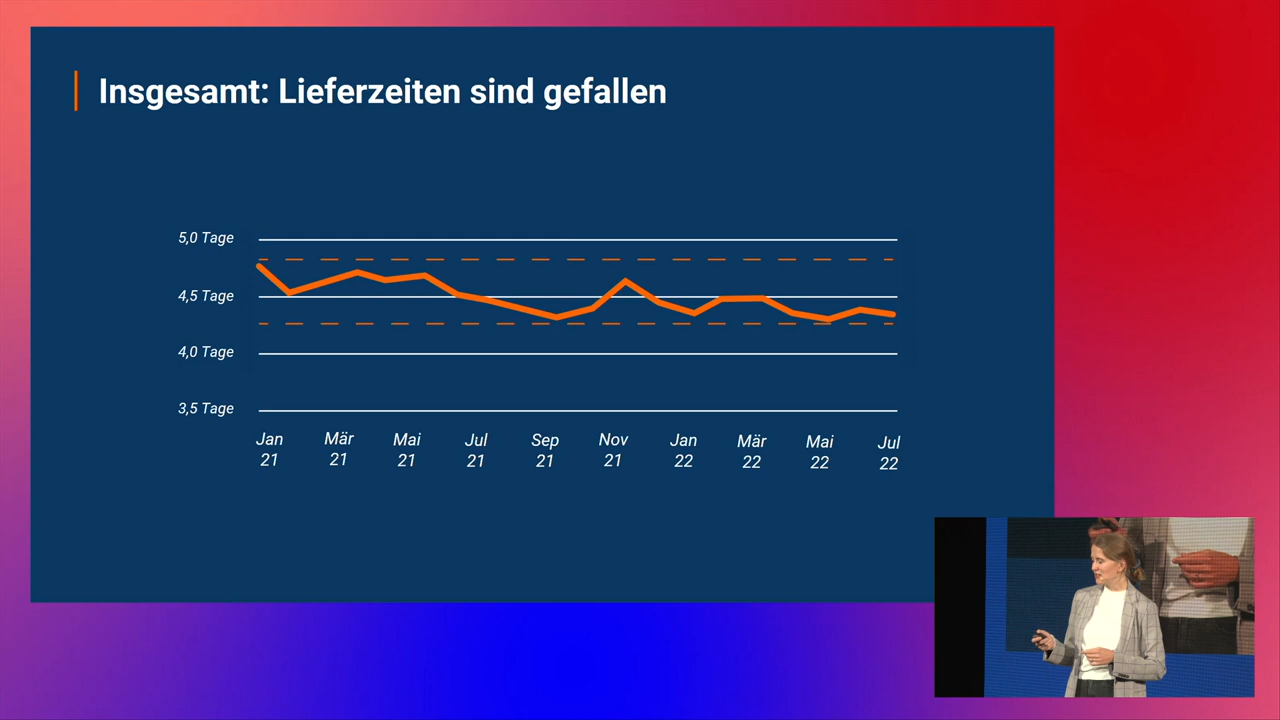 Insgesamt: Lieferzeiten sind gefallen
5,0 Tage
4,5 Tage
4,0 Tage
3,5 Tage
Jan Mär Mai Jul Sep Nov Jan Mär Mai Jul
21 21 21 21 21 21 22 22 22 22